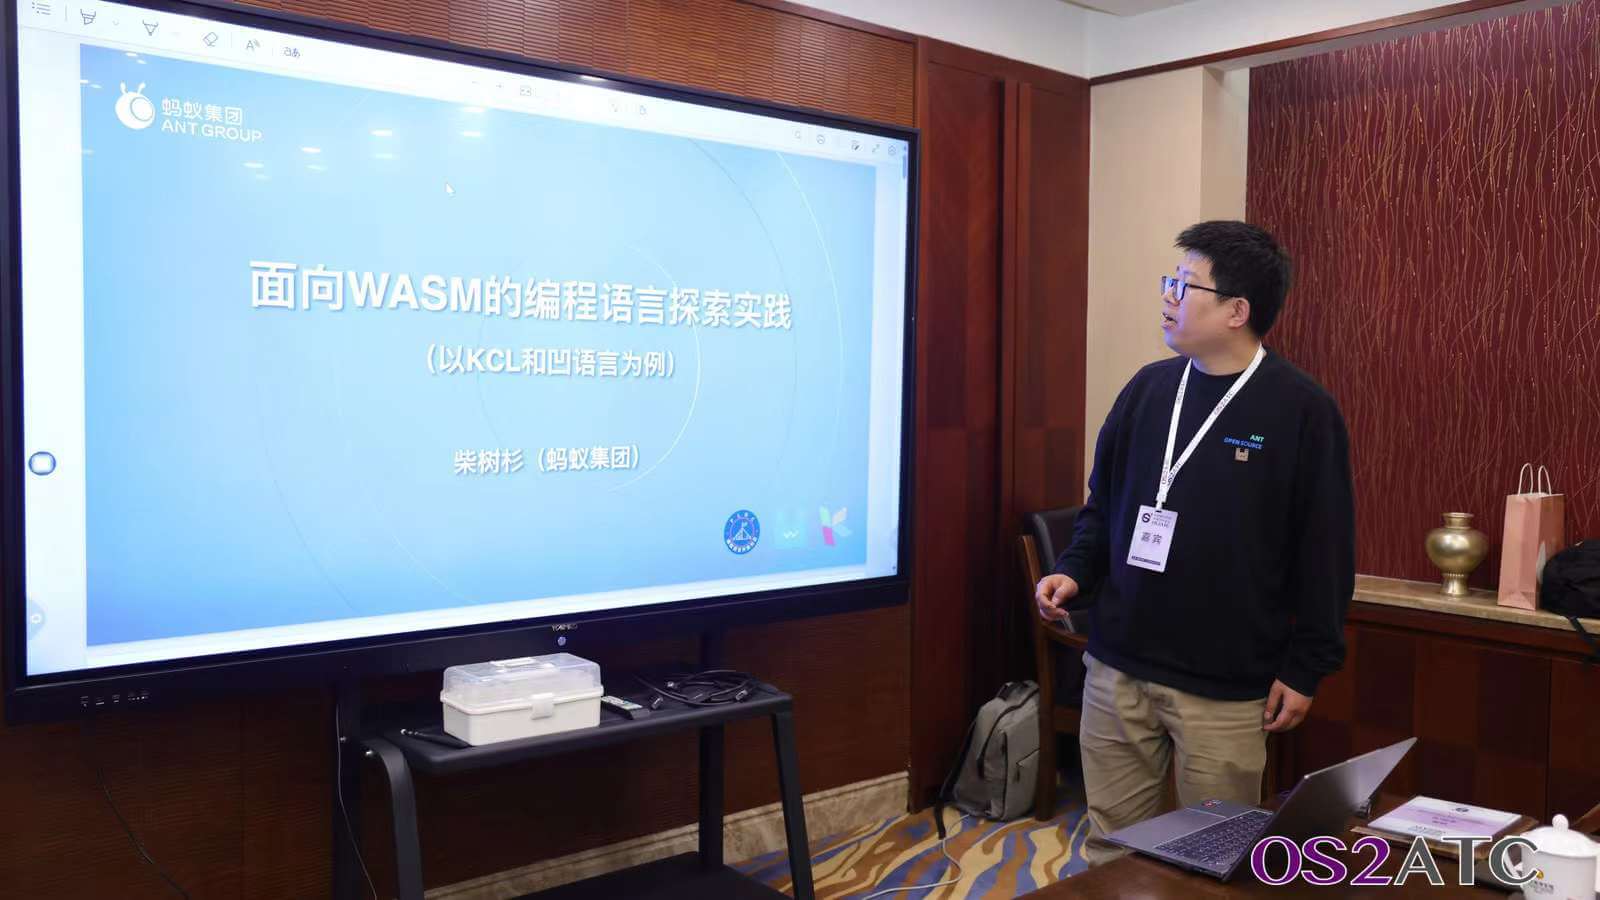 蚂蚁集团
ANT GROUP
面向WASM的编程语言探索实践
（以KCL和凹语言为例）
柴树杉（蚂蚁集团）
ANT
OPEN SOURCE
嘉宾
OS2ATC